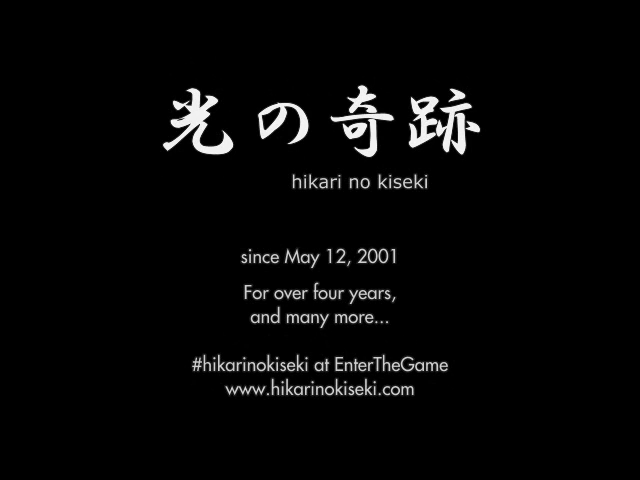 光の奇跡
hikari no kiseki
since May 12, 2001
For over four years,
and many more...
#hikarinokiseki at EnterTheGame
www.hikarinokiseki.com